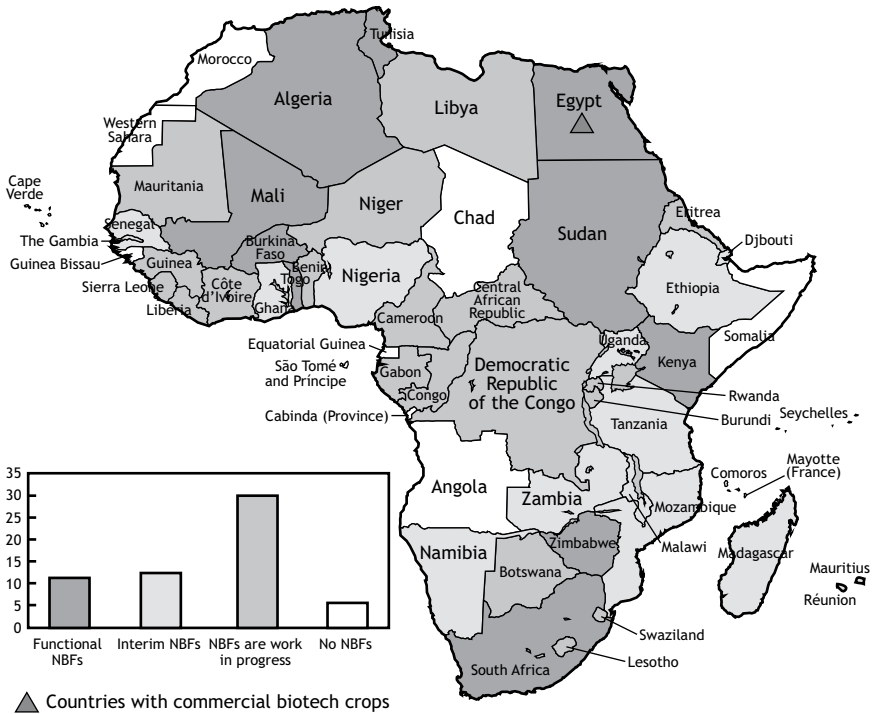 Morocco
Tunisia
Algeria
Libya
Egypt
Western
Sahara
Mauritania
Mali
Niger
Chad
Sudan
Eritrea
Djibouti
Cape
Verde
Senegal
The Gambia
Guinea Bissau
Guinea
Sierra Leone
Liberia
Côte
d'Ivoire
Burkina
Faso
Ghana
Togo
Benin
Nigeria
Cameroon
Central
African
Republic
Ethiopia
Somalia
Equatorial Guinea
São Tomé
and Príncipe
Gabon
Congo
Cabinda (Province)
Democratic
Republic
of the Congo
Uganda
Kenya
Rwanda
Burundi
Seychelles
Tanzania
Comoros
Mayotte
(France)
Angola
Zambia
Mozambique
Malawi
Madagascar
Mauritius
Réunion
Namibia
Zimbabwe
Botswana
Swaziland
Lesotho
South Africa
35
30
25
20
15
10
5
0
Functional
NBFs
Interim NBFs
NBFs are work
in progress
No NBFs
Countries with commercial biotech crops